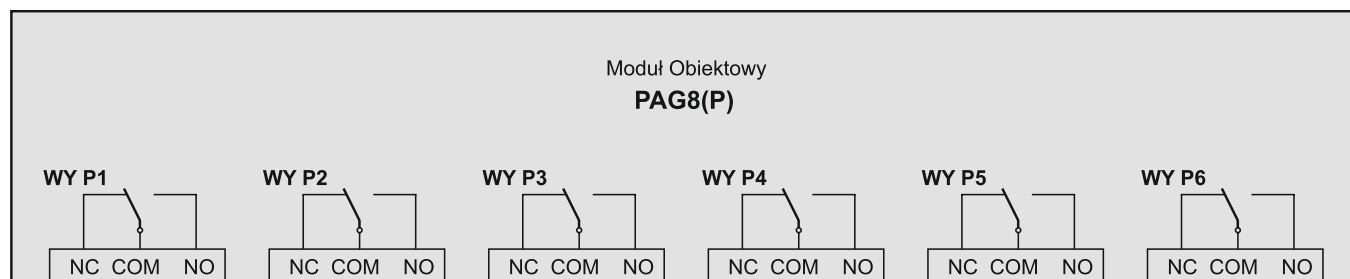 Moduł Obiektowy
PAG8(P)
WY P1 WY P2 WY P3 WY P4 WY P5 WY P6
NC COM NO NC COM NO NC COM NO NC COM NO NC COM NO NC COM NO